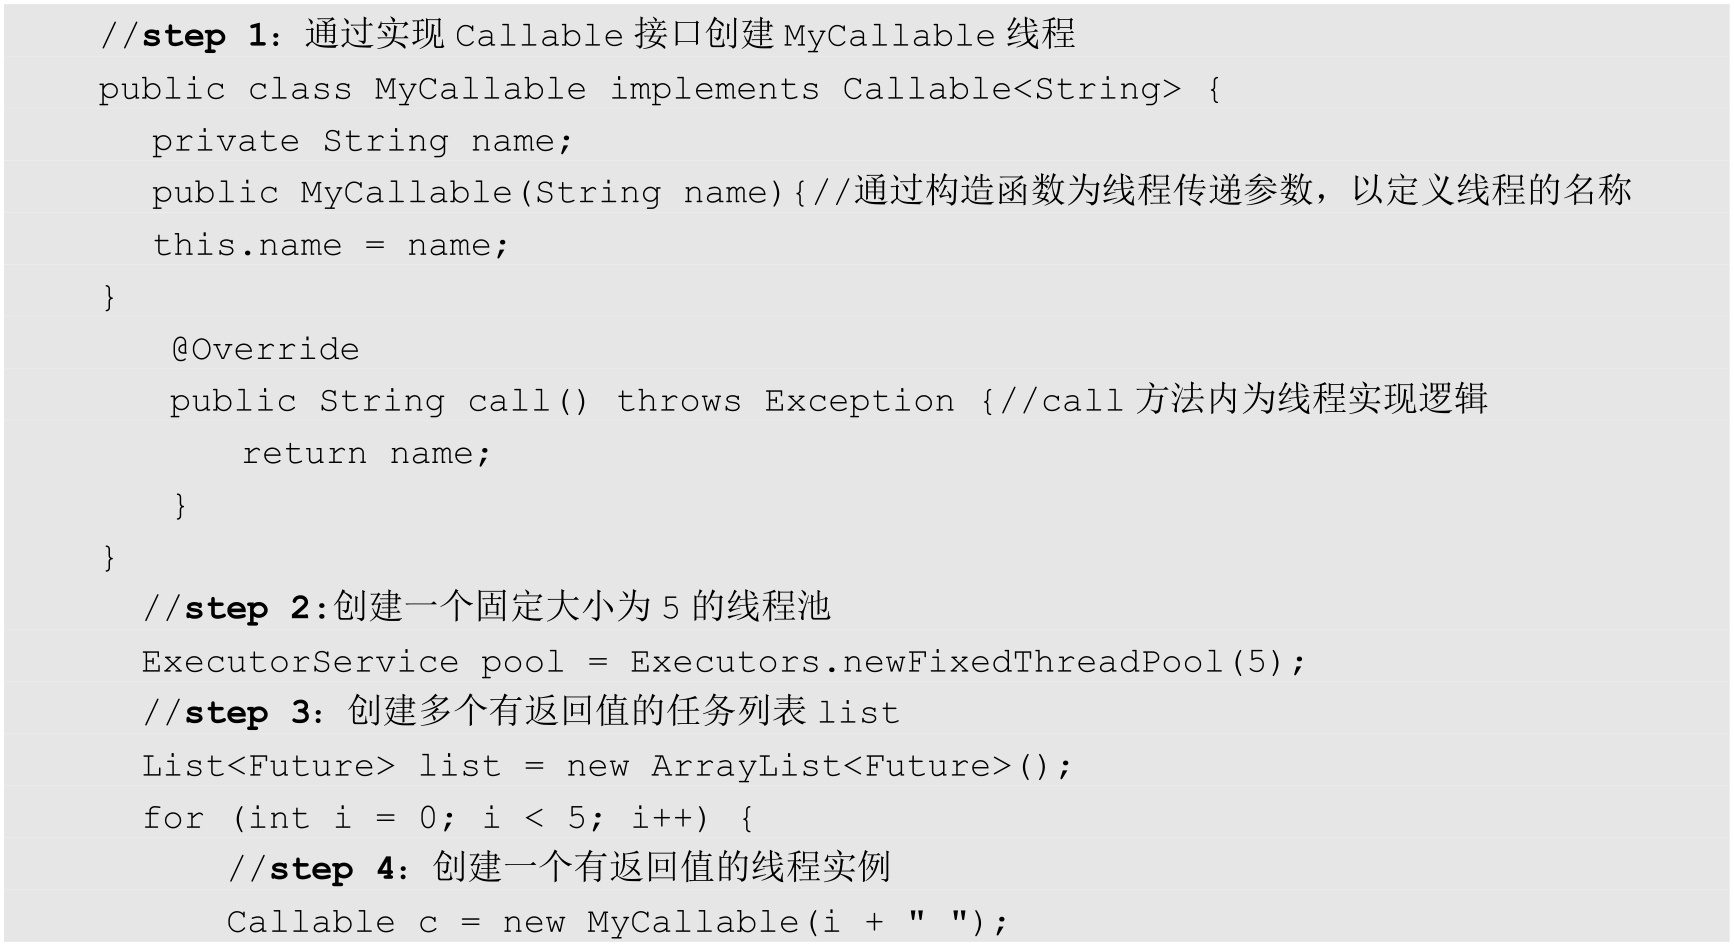 //step 1：通过实现 Callable 接口创建 MyCallable 线程
public class MyCallable implements Callable<String> {
private String name;
public MyCallable(String name){//通过构造函数为线程传递参数，以定义线程的名称
this.name = name;
}
@Override
public String call() throws Exception {//call 方法内为线程实现逻辑
return name;
}
}
//step 2:创建一个固定大小为 5 的线程池
ExecutorService pool = Executors.newFixedThreadPool(5);
//step 3：创建多个有返回值的任务列表 list
List<Future> list = new ArrayList<Future>();
for (int i = 0; i < 5; i++) {
//step 4：创建一个有返回值的线程实例
Callable c = new MyCallable(i + " ");